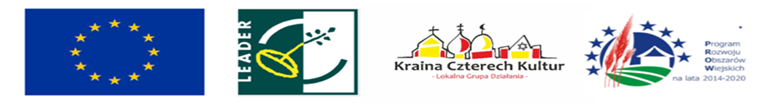 LEADER
Kraina Czterech Kultur
- Lokalna Grupa Działania -
Program
Rozwoju
Obszarów
Wiejskich
na lata 2014-2020